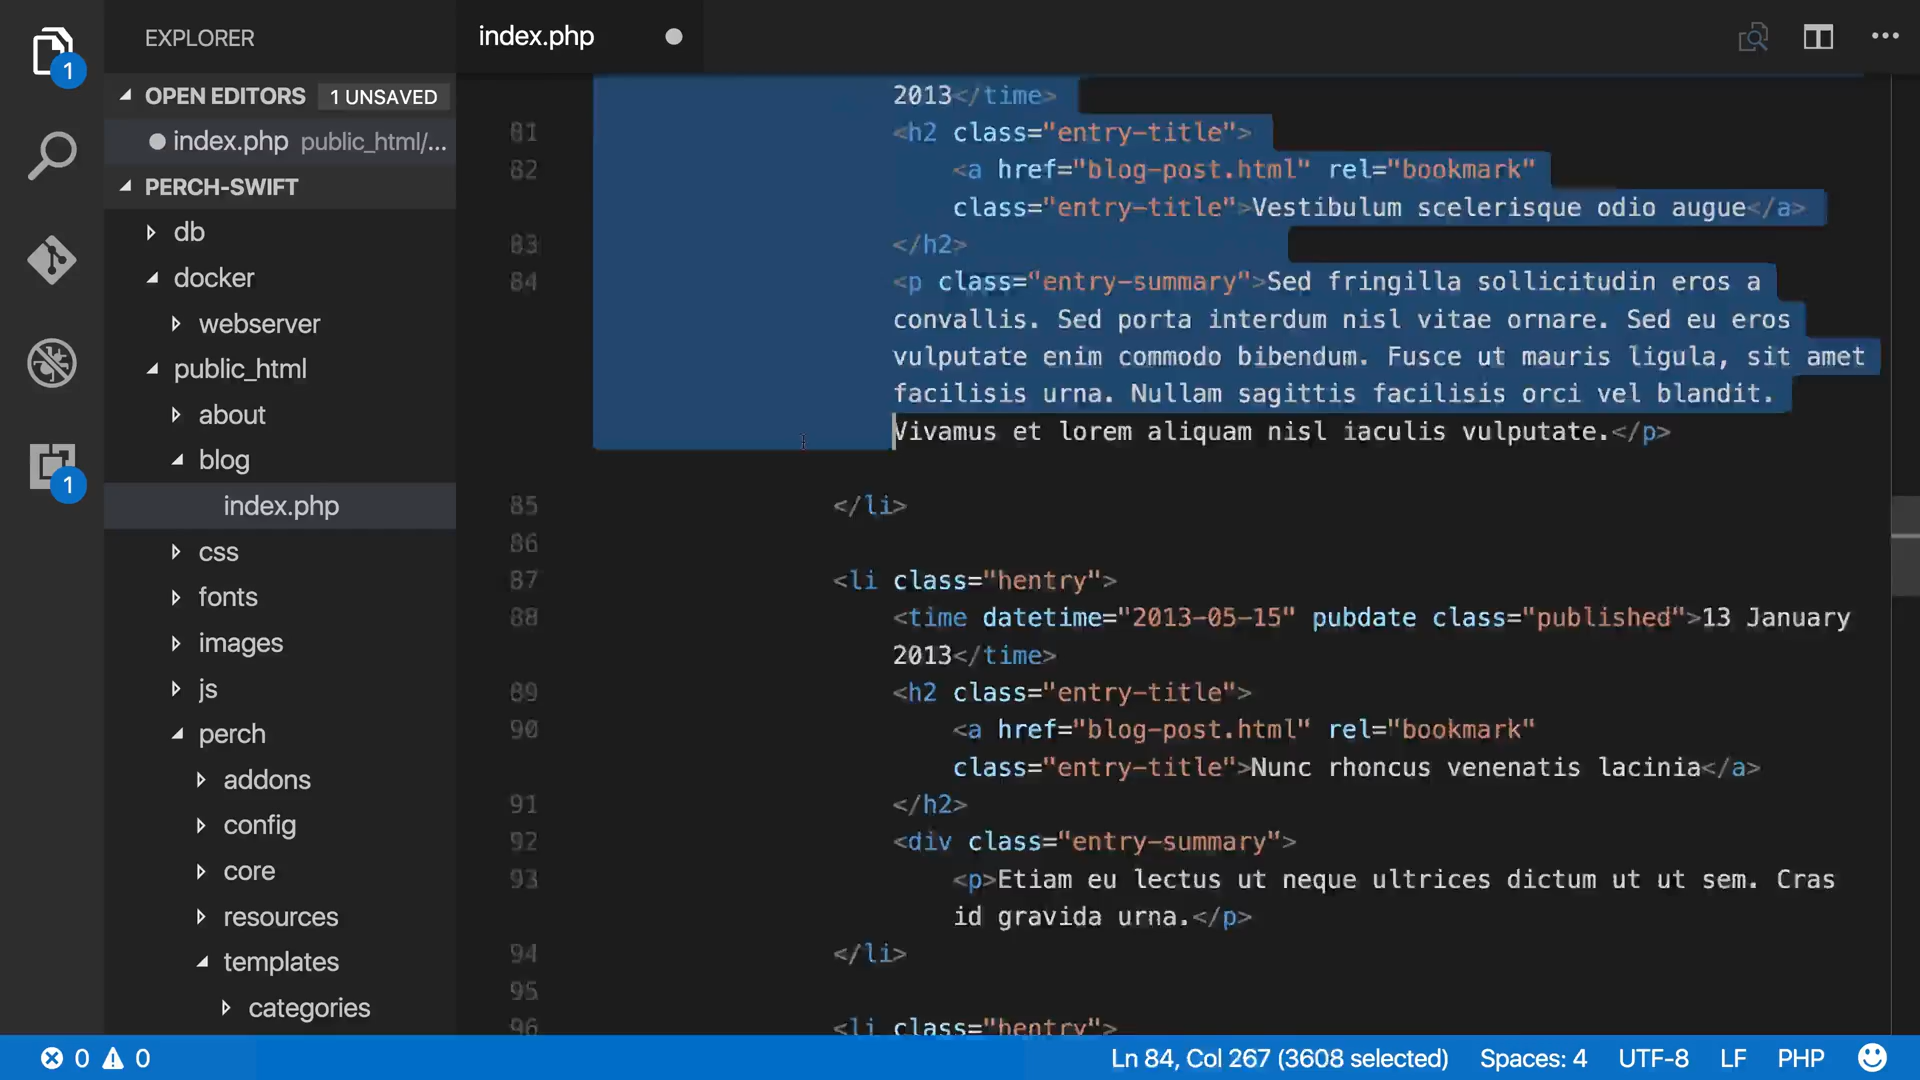 EXPLORER
index.php
1
OPEN EDITORS
1 UNSAVED
index.php public_html/...
PERCH-SWIFT
db
docker
webserver
public_html
about
blog
index.php
css
fonts
images
js
perch
addons
config
core
resources
templates
categories
1
2013</time>
81 <h2 class="entry-title">
82 <a href="blog-post.html" rel="bookmark"
class="entry-title">Vestibulum scelerisque odio augue</a>
83 </h2>
84 <p class="entry-summary">Sed fringilla sollicitudin eros a
convallis. Sed porta interdum nisl vitae ornare. Sed eu eros
vulputate enim commodo bibendum. Fusce ut mauris ligula, sit amet
facilisis urna. Nullam sagittis facilisis orci vel blandit.
Vivamus et lorem aliquam nisl iaculis vulputate.</p>
85 </li>
86
87 <li class="hentry">
88 <time datetime="2013-05-15" pubdate class="published">13 January
2013</time>
89 <h2 class="entry-title">
90 <a href="blog-post.html" rel="bookmark"
class="entry-title">Nunc rhoncus venenatis lacinia</a>
91 </h2>
92 <div class="entry-summary">
93 <p>Etiam eu lectus ut neque ultrices dictum ut ut sem. Cras
id gravida urna.</p>
94 </li>
95
96 <li class="hentry">
0 0
Ln 84, Col 267 (3608 selected) Spaces: 4 UTF-8 LF PHP